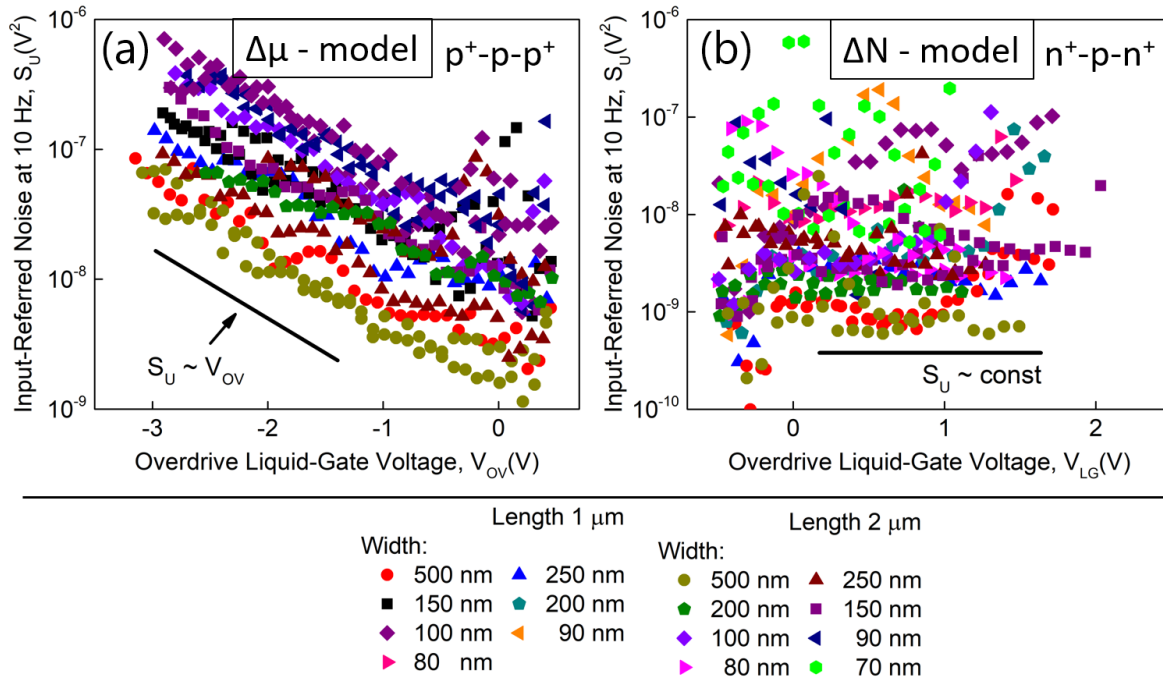 (a)
Δμ - model
p⁺-p-p⁺
Input-Referred Noise at 10 Hz, S_U(V²)
10⁻⁶
10⁻⁷
10⁻⁸
10⁻⁹
S_U ~ V_OV
-3 -2 -1 0
Overdrive Liquid-Gate Voltage, V_OV(V)
(b)
ΔN - model
n⁺-p-n⁺
Input-Referred Noise at 10 Hz, S_U(V²)
10⁻⁶
10⁻⁷
10⁻⁸
10⁻⁹
10⁻¹⁰
S_U ~ const
0 1 2
Overdrive Liquid-Gate Voltage, V_LG(V)
Length 1 μm
Width:
500 nm 250 nm
150 nm 200 nm
100 nm 90 nm
80 nm
Length 2 μm
Width:
500 nm 250 nm
200 nm 150 nm
100 nm 90 nm
80 nm 70 nm